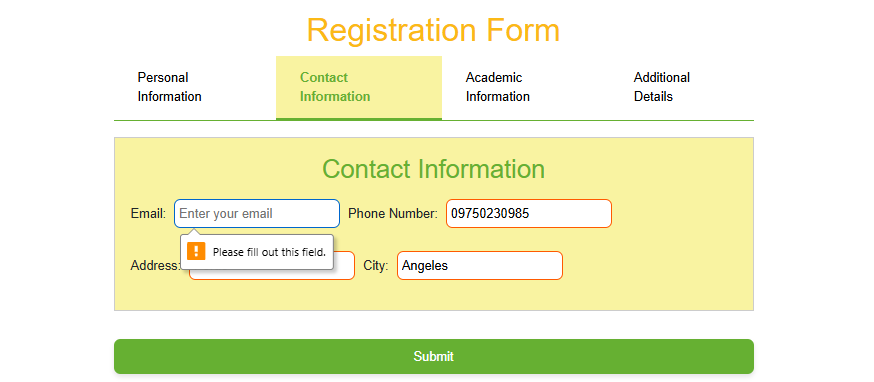 Registration Form
Personal Information
Contact Information
Academic Information
Additional Details
Contact Information
Email: Enter your email Phone Number: 09750230985
Please fill out this field.
Address: City: Angeles
Submit